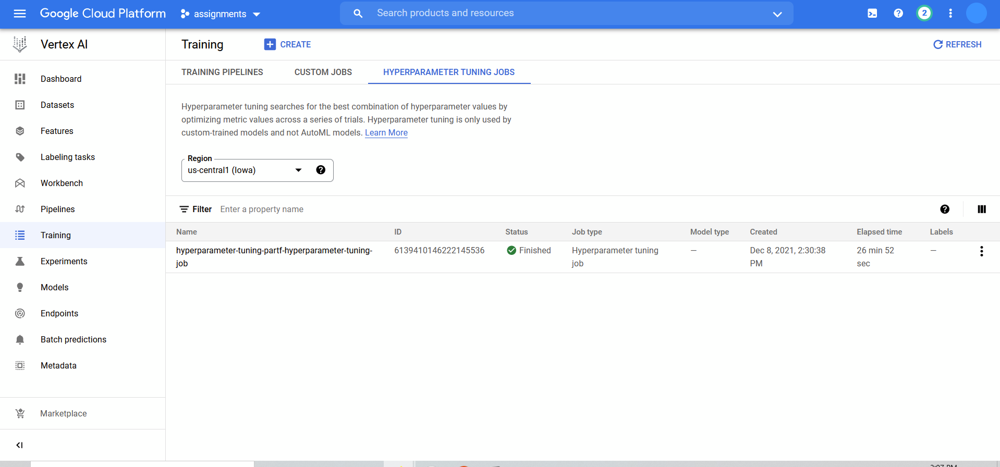 Google Cloud Platform
assignments
Search products and resources
2
Vertex AI
Training
CREATE
REFRESH
TRAINING PIPELINES
CUSTOM JOBS
HYPERPARAMETER TUNING JOBS
Dashboard
Datasets
Features
Labeling tasks
Workbench
Pipelines
Training
Experiments
Models
Endpoints
Batch predictions
Metadata
Marketplace
Hyperparameter tuning searches for the best combination of hyperparameter values by
optimizing metric values across a series of trials. Hyperparameter tuning is only used by
custom-trained models and not AutoML models. Learn More
Region
us-central1 (Iowa)
Filter Enter a property name
Name ID Status Job type Model type Created Elapsed time Labels
hyperparameter-tuning-partf-hyperparameter-tuning- 6139410146222145536 Finished Hyperparameter tuning — Dec 8, 2021, 2:30:38 26 min 52 —
job job PM sec